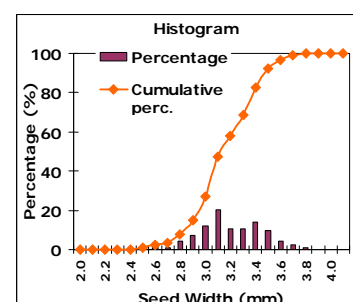 Histogram
Percentage
Cumulative
perc.
Percentage (%)
100
80
60
40
20
0
2.0 2.2 2.4 2.6 2.8 3.0 3.2 3.4 3.6 3.8 4.0
Seed Width (mm)